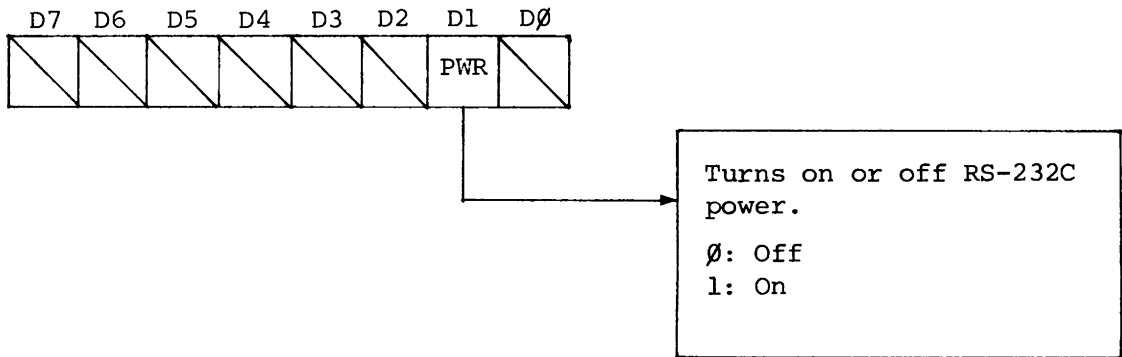 D7 D6 D5 D4 D3 D2 D1 DØ
PWR
Turns on or off RS-232C
power.
Ø: Off
1: On